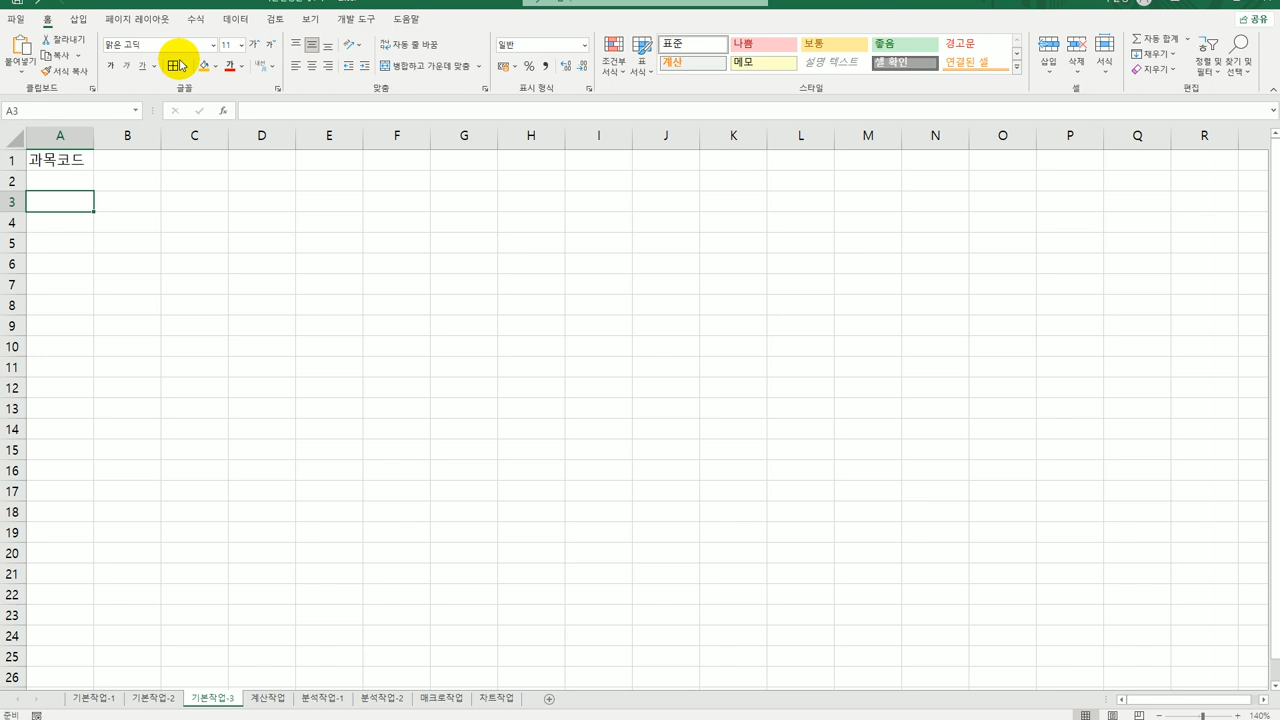 파일 홈 삽입 페이지 레이아웃 수식 데이터 검토 보기 개발 도구 도움말 공유
붙여넣기 잘라내기 복사 서식 복사 클립보드
맑은 고딕 11 가 가 가 가 가 글꼴
자동 줄 바꿈 병합하고 가운데 맞춤 맞춤
일반 % 표시 형식
조건부 서식 표 서식 표준 나쁨 보통 좋음 경고문
계산 메모 설명 텍스트 셀 확인 연결된 셀
스타일
삽입 삭제 서식 셀
자동 합계 채우기 지우기 정렬 및 필터 찾기 및 선택 편집
A3 fx
A B C D E F G H I J K L M N O P Q R
1 과목코드
2
3
4
5
6
7
8
9
10
11
12
13
14
15
16
17
18
19
20
21
22
23
24
25
26
기본작업-1 기본작업-2 기본작업-3 계산작업 분석작업-1 분석작업-2 매크로작업 차트작업
준비 140%